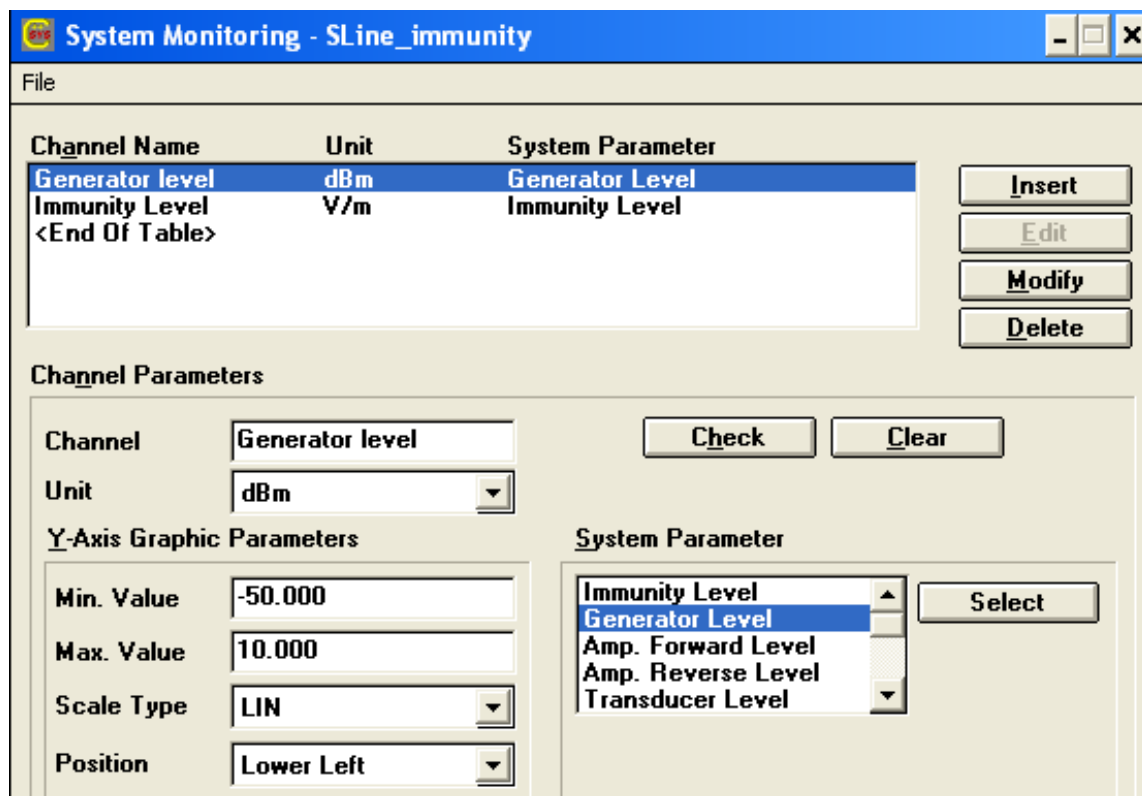 System Monitoring - SLine_immunity
File
Channel Name Unit System Parameter
Generator level dBm Generator Level
Immunity Level V/m Immunity Level
<End Of Table>
Insert
Edit
Modify
Delete
Channel Parameters
Channel Generator level Check Clear
Unit dBm
Y-Axis Graphic Parameters
Min. Value -50.000
Max. Value 10.000
Scale Type LIN
Position Lower Left
System Parameter
Immunity Level
Generator Level
Amp. Forward Level
Amp. Reverse Level
Transducer Level
Select